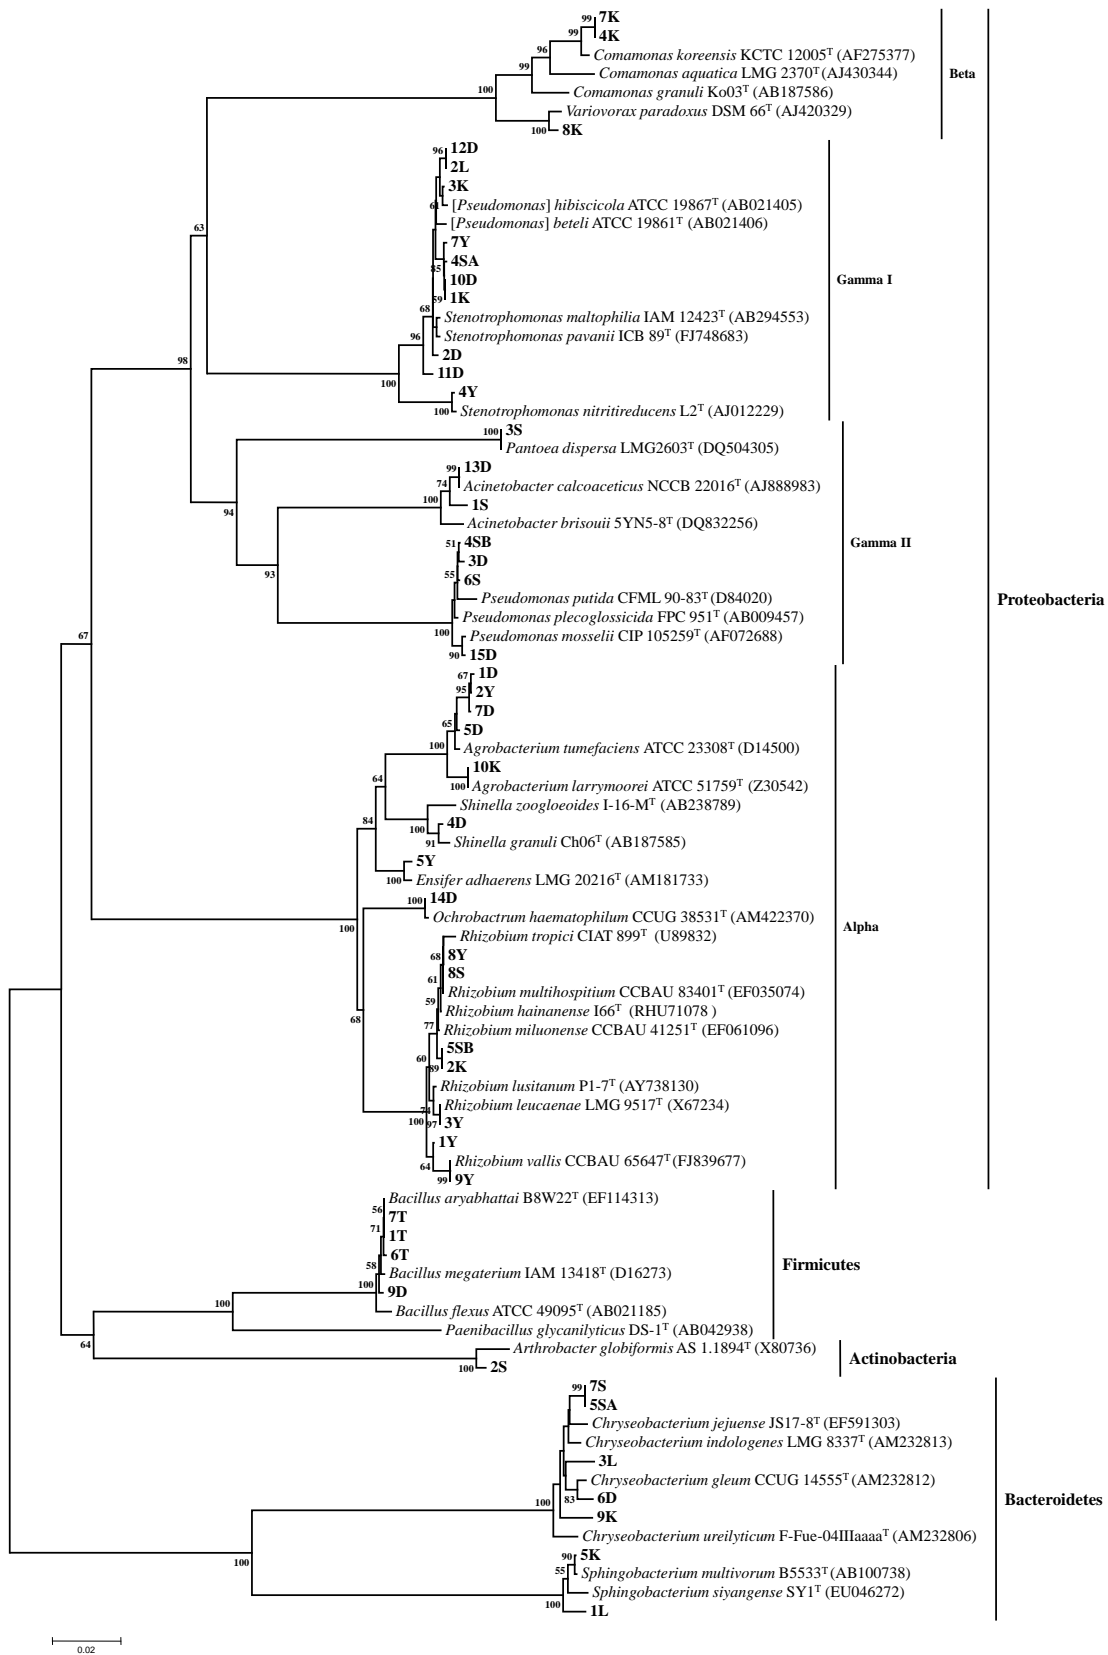 99 7K
4K
99
Comamonas koreensis KCTC 12005T (AF275377)
96
Comamonas aquatica LMG 2370T (AJ430344)
Beta
99
Comamonas granuli Ko03T (AB187586)
100
Variovorax paradoxus DSM 66T (AJ420329)
100 8K
96 12D
2L
3K
61 [Pseudomonas] hibiscicola ATCC 19867T (AB021405)
[Pseudomonas] beteli ATCC 19861T (AB021406)
63
7Y
4SA
85
10D
Gamma I
59 1K
68
Stenotrophomonas maltophilia IAM 12423T (AB294553)
96 Stenotrophomonas pavanii ICB 89T (FJ748683)
2D
98
11D
100
4Y
100 Stenotrophomonas nitritireducens L2T (AJ012229)
100 3S
Pantoea dispersa LMG2603T (DQ504305)
99 13D
74 Acinetobacter calcoaceticus NCCB 22016T (AJ888983)
100 1S
94
Acinetobacter brisouii 5YN5-8T (DQ832256)
51 4SB
Gamma II
3D
93 55 6S
Pseudomonas putida CFML 90-83T (D84020)
Proteobacteria
Pseudomonas plecoglossicida FPC 951T (AB009457)
67 100 Pseudomonas mosselii CIP 105259T (AF072688)
90 15D
67 1D
95 2Y
7D
65 5D
100 Agrobacterium tumefaciens ATCC 23308T (D14500)
10K
64 100 Agrobacterium larrymoorei ATCC 51759T (Z30542)
Shinella zoogloeoides I-16-MT (AB238789)
84 100 4D
91 Shinella granuli Ch06T (AB187585)
5Y
100 Ensifer adhaerens LMG 20216T (AM181733)
100 14D
Ochrobactrum haematophilum CCUG 38531T (AM422370)
100 Alpha
Rhizobium tropici CIAT 899T (U89832)
68 8Y
8S
61
Rhizobium multihospitium CCBAU 83401T (EF035074)
59
Rhizobium hainanense I66T (RHU71078 )
68 77 Rhizobium miluonense CCBAU 41251T (EF061096)
5SB
60 89 2K
Rhizobium lusitanum P1-7T (AY738130)
74 Rhizobium leucaenae LMG 9517T (X67234)
100 97 3Y
1Y
64 Rhizobium vallis CCBAU 65647T (FJ839677)
99 9Y
Bacillus aryabhattai B8W22T (EF114313)
56
7T
71
1T
6T
Firmicutes
58
Bacillus megaterium IAM 13418T (D16273)
100 9D
100 Bacillus flexus ATCC 49095T (AB021185)
Paenibacillus glycanilyticus DS-1T (AB042938)
64
Arthrobacter globiformis AS 1.1894T (X80736)
Actinobacteria
100 2S
99 7S
5SA
Chryseobacterium jejuense JS17-8T (EF591303)
Chryseobacterium indologenes LMG 8337T (AM232813)
3L
Chryseobacterium gleum CCUG 14555T (AM232812)
100 83 6D
Bacteroidetes
9K
Chryseobacterium ureilyticum F-Fue-04IIIaaaaT (AM232806)
100
90 5K
55 Sphingobacterium multivorum B5533T (AB100738)
Sphingobacterium siyangense SY1T (EU046272)
100 1L
0.02